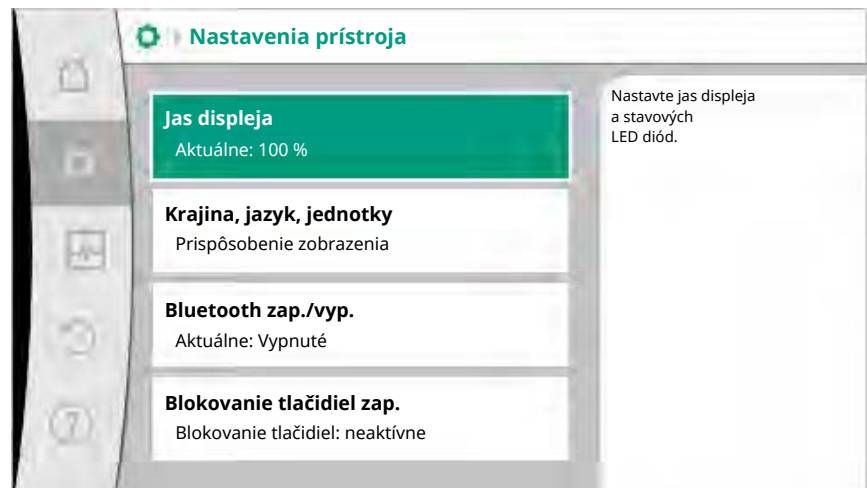 Nastavenia prístroja
Jas displeja
Aktuálne: 100 %
Krajina, jazyk, jednotky
Prispôsobenie zobrazenia
Bluetooth zap./vyp.
Aktuálne: Vypnuté
Blokovanie tlačidiel zap.
Blokovanie tlačidiel: neaktívne
Nastavte jas displeja
a stavových
LED diód.
?